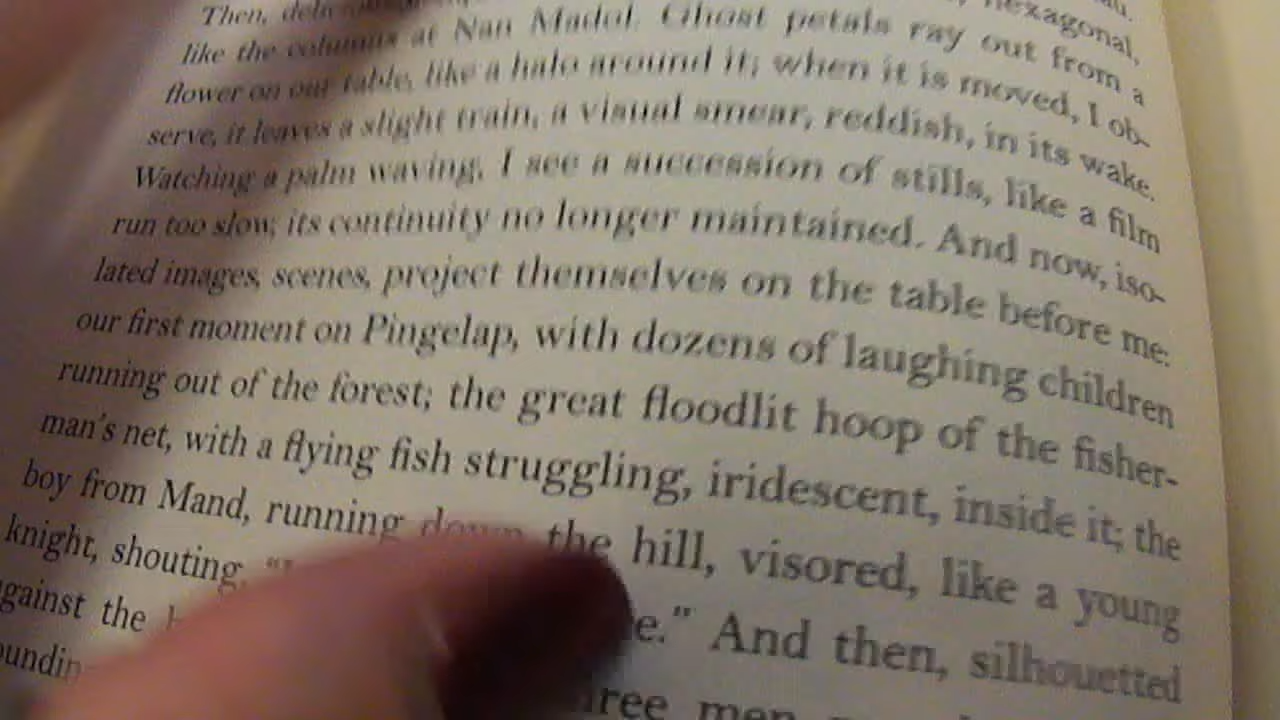 hexagonal,
like the columns at Nan Madol. Ghost petals ray out from a
flower on our table, like a halo around it; when it is moved, I ob-
serve, it leaves a slight train, a visual smear, reddish, in its wake.
Watching a palm waving, I see a succession of stills, like a film
run too slow, its continuity no longer maintained. And now, iso-
lated images, scenes, project themselves on the table before me:
our first moment on Pingelap, with dozens of laughing children
running out of the forest; the great floodlit hoop of the fisher-
man's net, with a flying fish struggling, iridescent, inside it; the
boy from Mand, running down the hill, visored, like a young
knight, shouting, And then, silhouetted
against the men